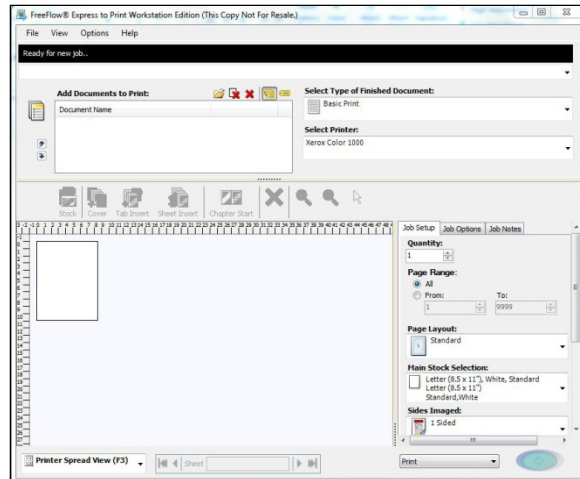 FreeFlow® Express to Print Workstation Edition (This Copy Not For Resale.)
File View Options Help
Ready for new job..
Add Documents to Print:
Document Name
Select Type of Finished Document:
Basic Print
Select Printer:
Xerox Color 1000
Stock Cover Tab Insert Sheet Insert Chapter Start
Job Setup Job Options Job Notes
Quantity:
1
Page Range:
All
From: To:
1 9999
Page Layout:
Standard
Main Stock Selection:
Letter (8.5 x 11"), White, Standard
Letter (8.5 x 11")
Standard,White
Sides Imaged:
1 Sided
Printer Spread View (F3)
Sheet
Print